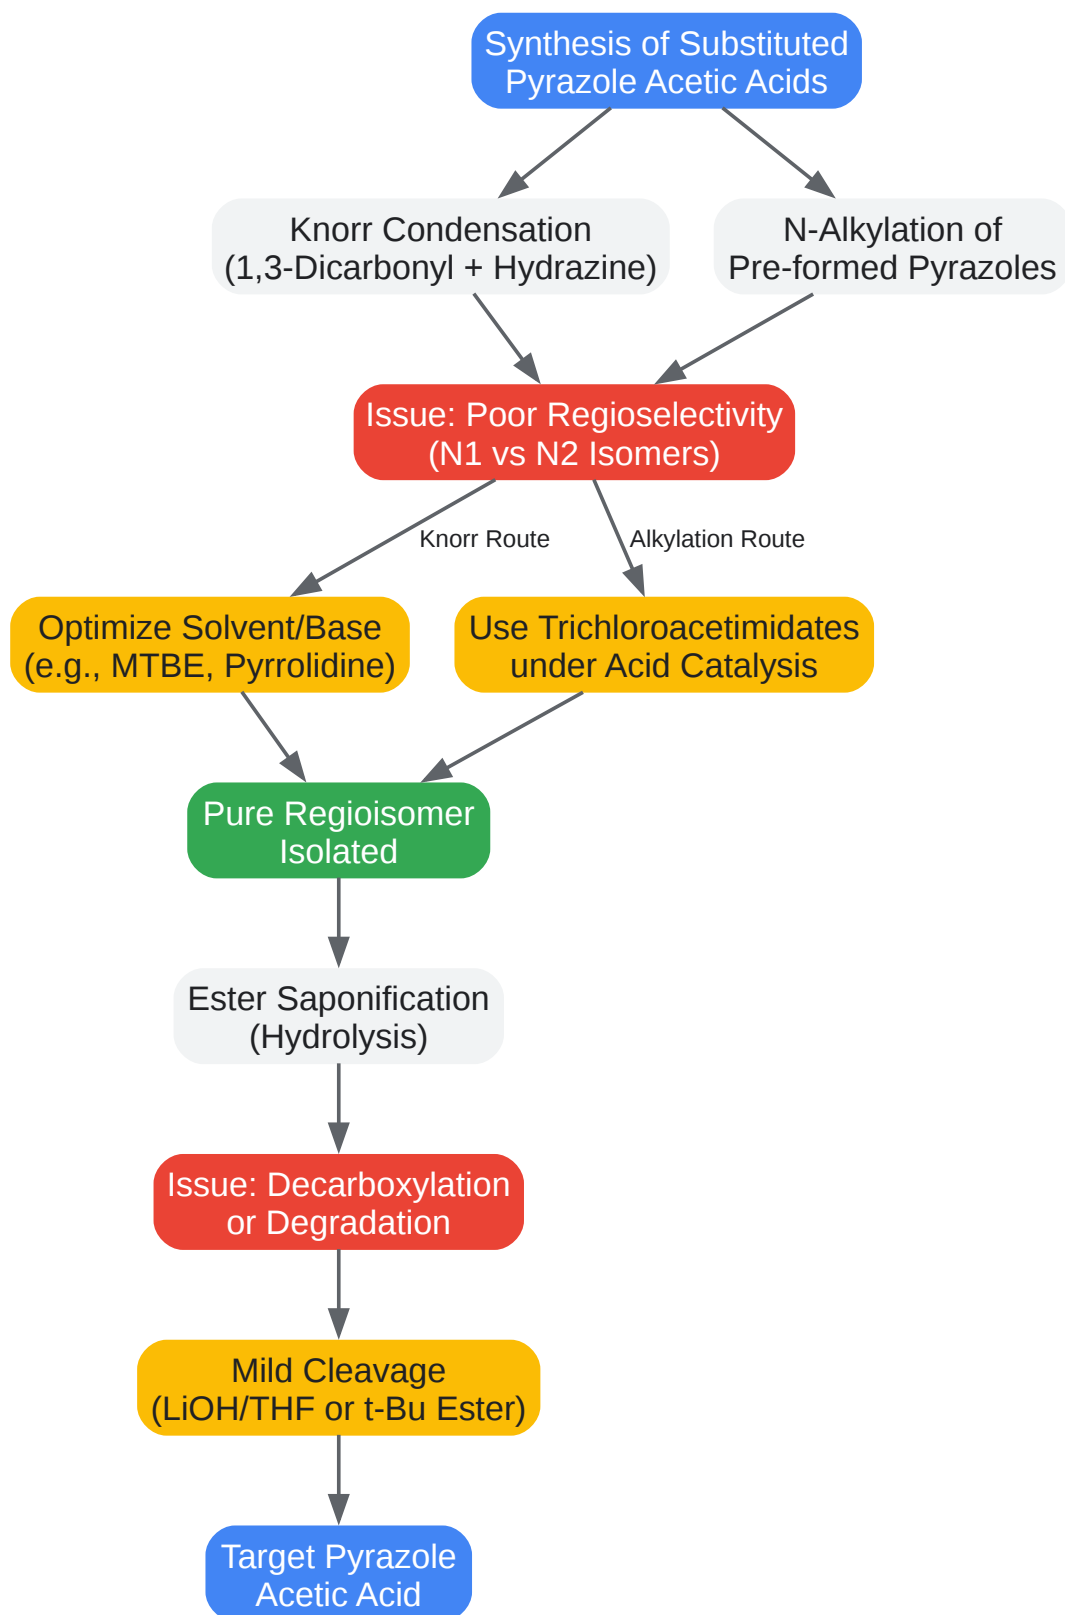 Synthesis of Substituted
Pyrazole Acetic Acids
Knorr Condensation
(1,3-Dicarbonyl + Hydrazine)
N-Alkylation of
Pre-formed Pyrazoles
Issue: Poor Regioselectivity
(N1 vs N2 Isomers)
Knorr Route
Alkylation Route
Optimize Solvent/Base
(e.g., MTBE, Pyrrolidine)
Use Trichloroacetimidates
under Acid Catalysis
Pure Regioisomer
Isolated
Ester Saponification
(Hydrolysis)
Issue: Decarboxylation
or Degradation
Mild Cleavage
(LiOH/THF or t-Bu Ester)
Target Pyrazole
Acetic Acid